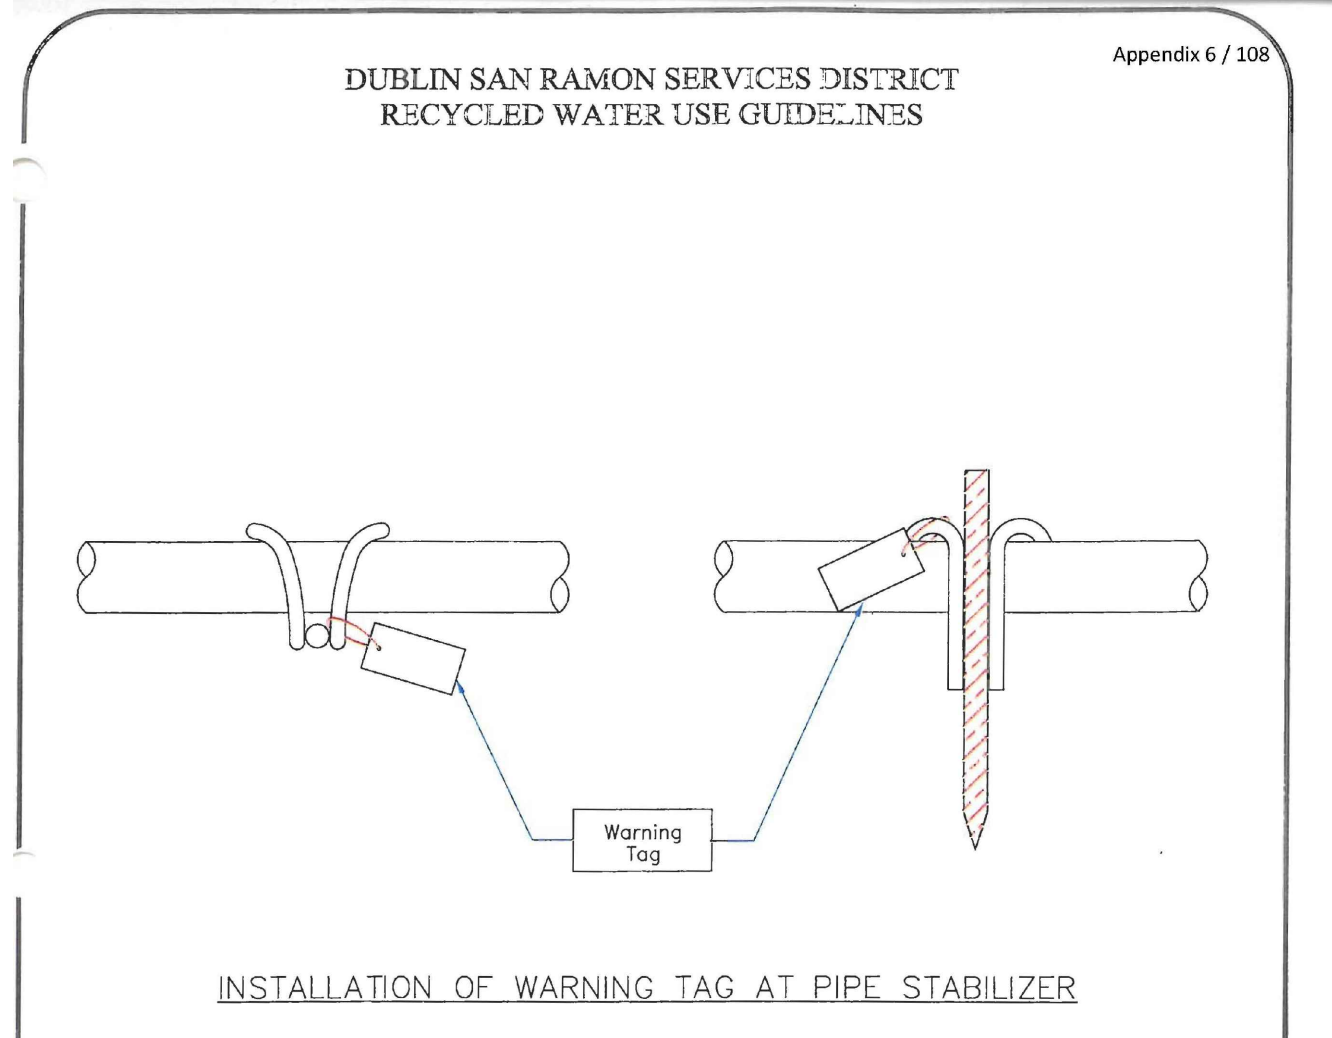 Appendix 6 / 108
DUBLIN SAN RAMON SERVICES DISTRICT
RECYCLED WATER USE GUIDELINES
Warning
Tag
INSTALLATION OF WARNING TAG AT PIPE STABILIZER